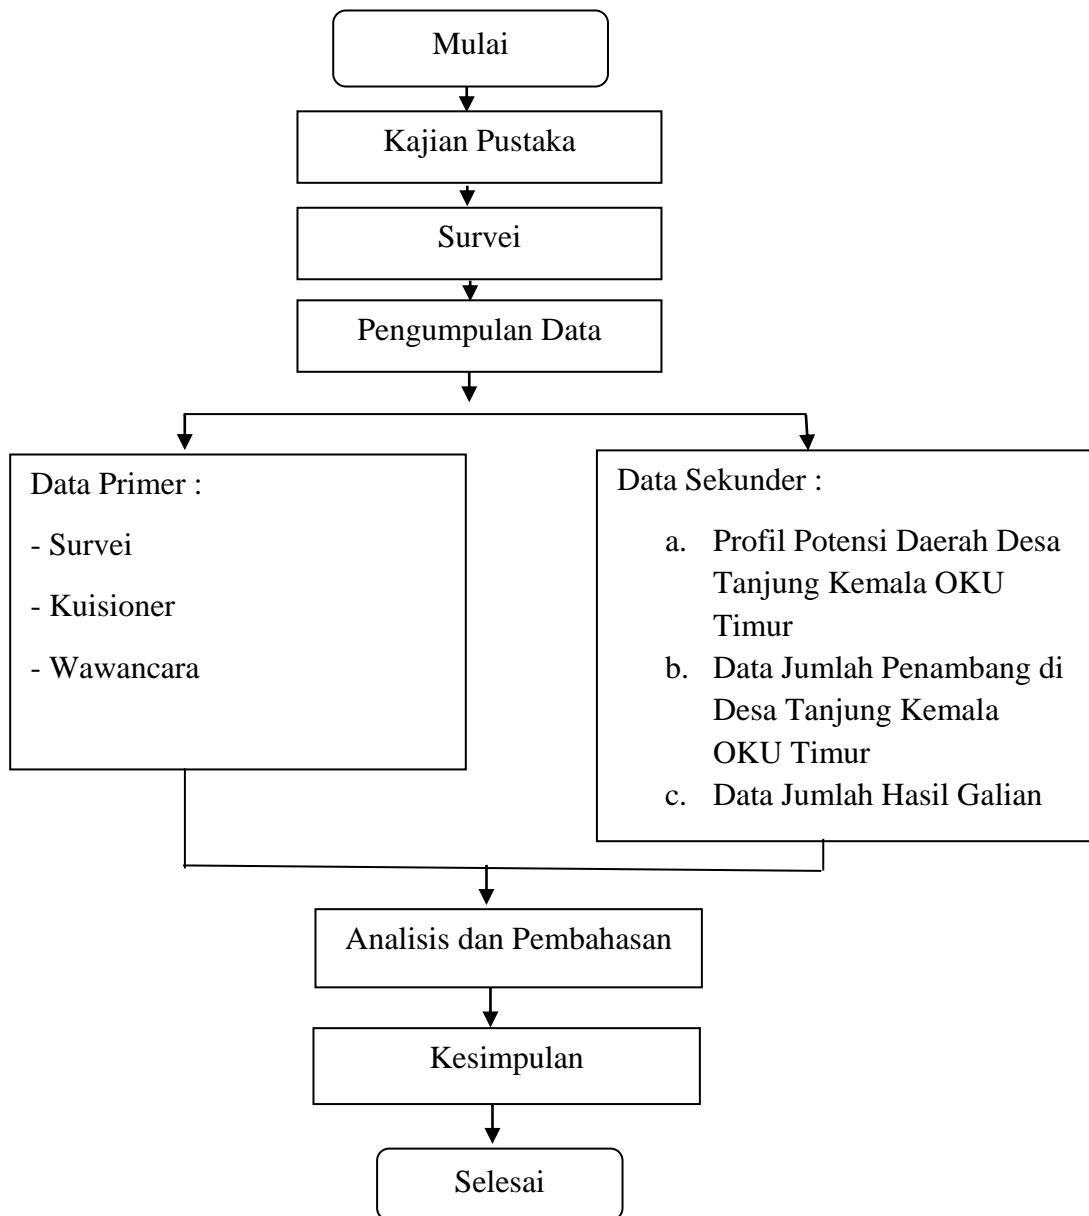 Mulai
Kajian Pustaka
Survei
Pengumpulan Data
Data Primer :
- Survei
- Kuisioner
- Wawancara
Data Sekunder :
a. Profil Potensi Daerah Desa
Tanjung Kemala OKU
Timur
b. Data Jumlah Penambang di
Desa Tanjung Kemala
OKU Timur
c. Data Jumlah Hasil Galian
Analisis dan Pembahasan
Kesimpulan
Selesai